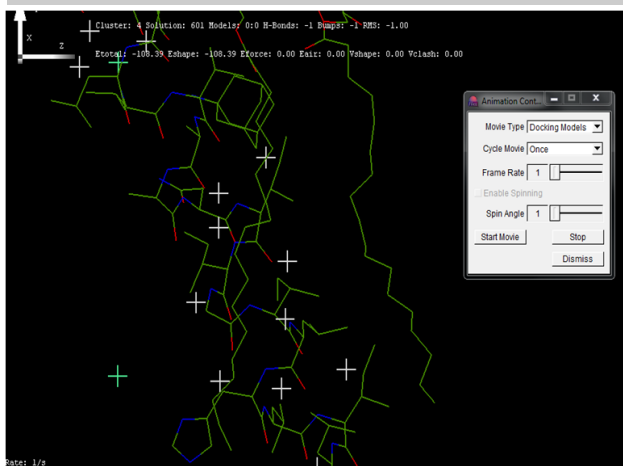 Cluster: 4 Solution: 601 Models: 0:0 H-Bonds: -1 Bumps: -1 RMS: -1.00
X
Z
Etotal: -108.39 Eshape: -108.39 Eforce: 0.00 Eair: 0.00 Vshape: 0.00 Vclash: 0.00
Animation Cont...
Movie Type Docking Models
Cycle Movie Once
Frame Rate 1
Enable Spinning
Spin Angle 1
Start Movie Stop
Dismiss
Rate: 1/s